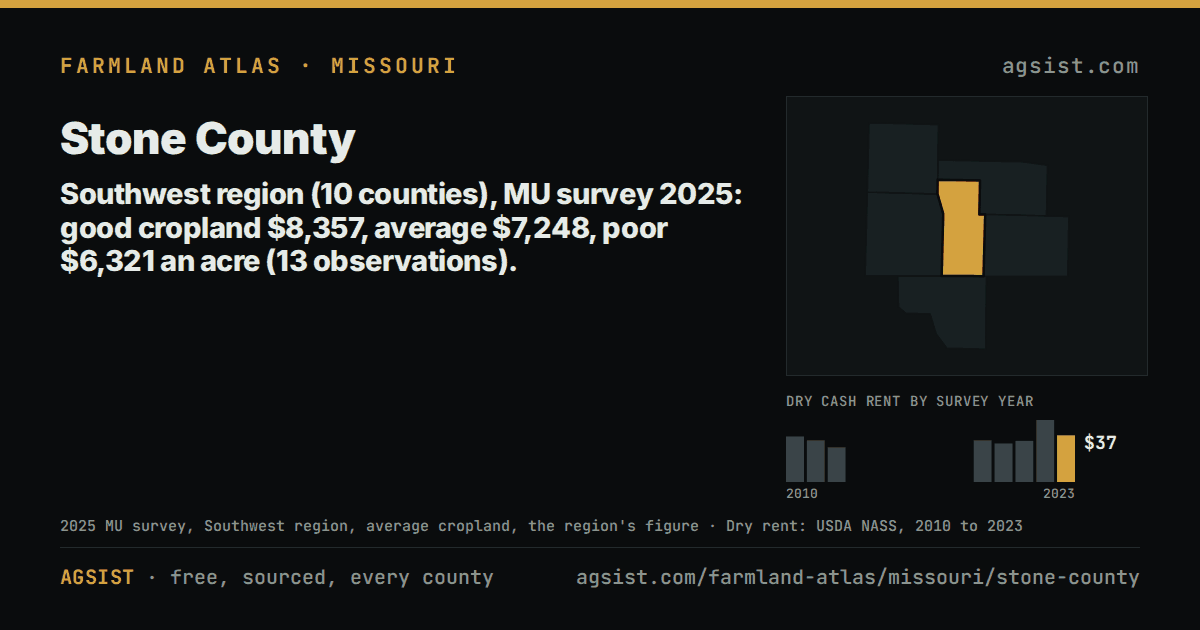 FARMLAND ATLAS · MISSOURI
agsist.com
Stone County
Southwest region (10 counties), MU survey 2025:
good cropland $8,357, average $7,248, poor
$6,321 an acre (13 observations).
DRY CASH RENT BY SURVEY YEAR
$37
2010
2023
2025 MU survey, Southwest region, average cropland, the region's figure · Dry rent: USDA NASS, 2010 to 2023
AGSIST · free, sourced, every county
agsist.com/farmland-atlas/missouri/stone-county